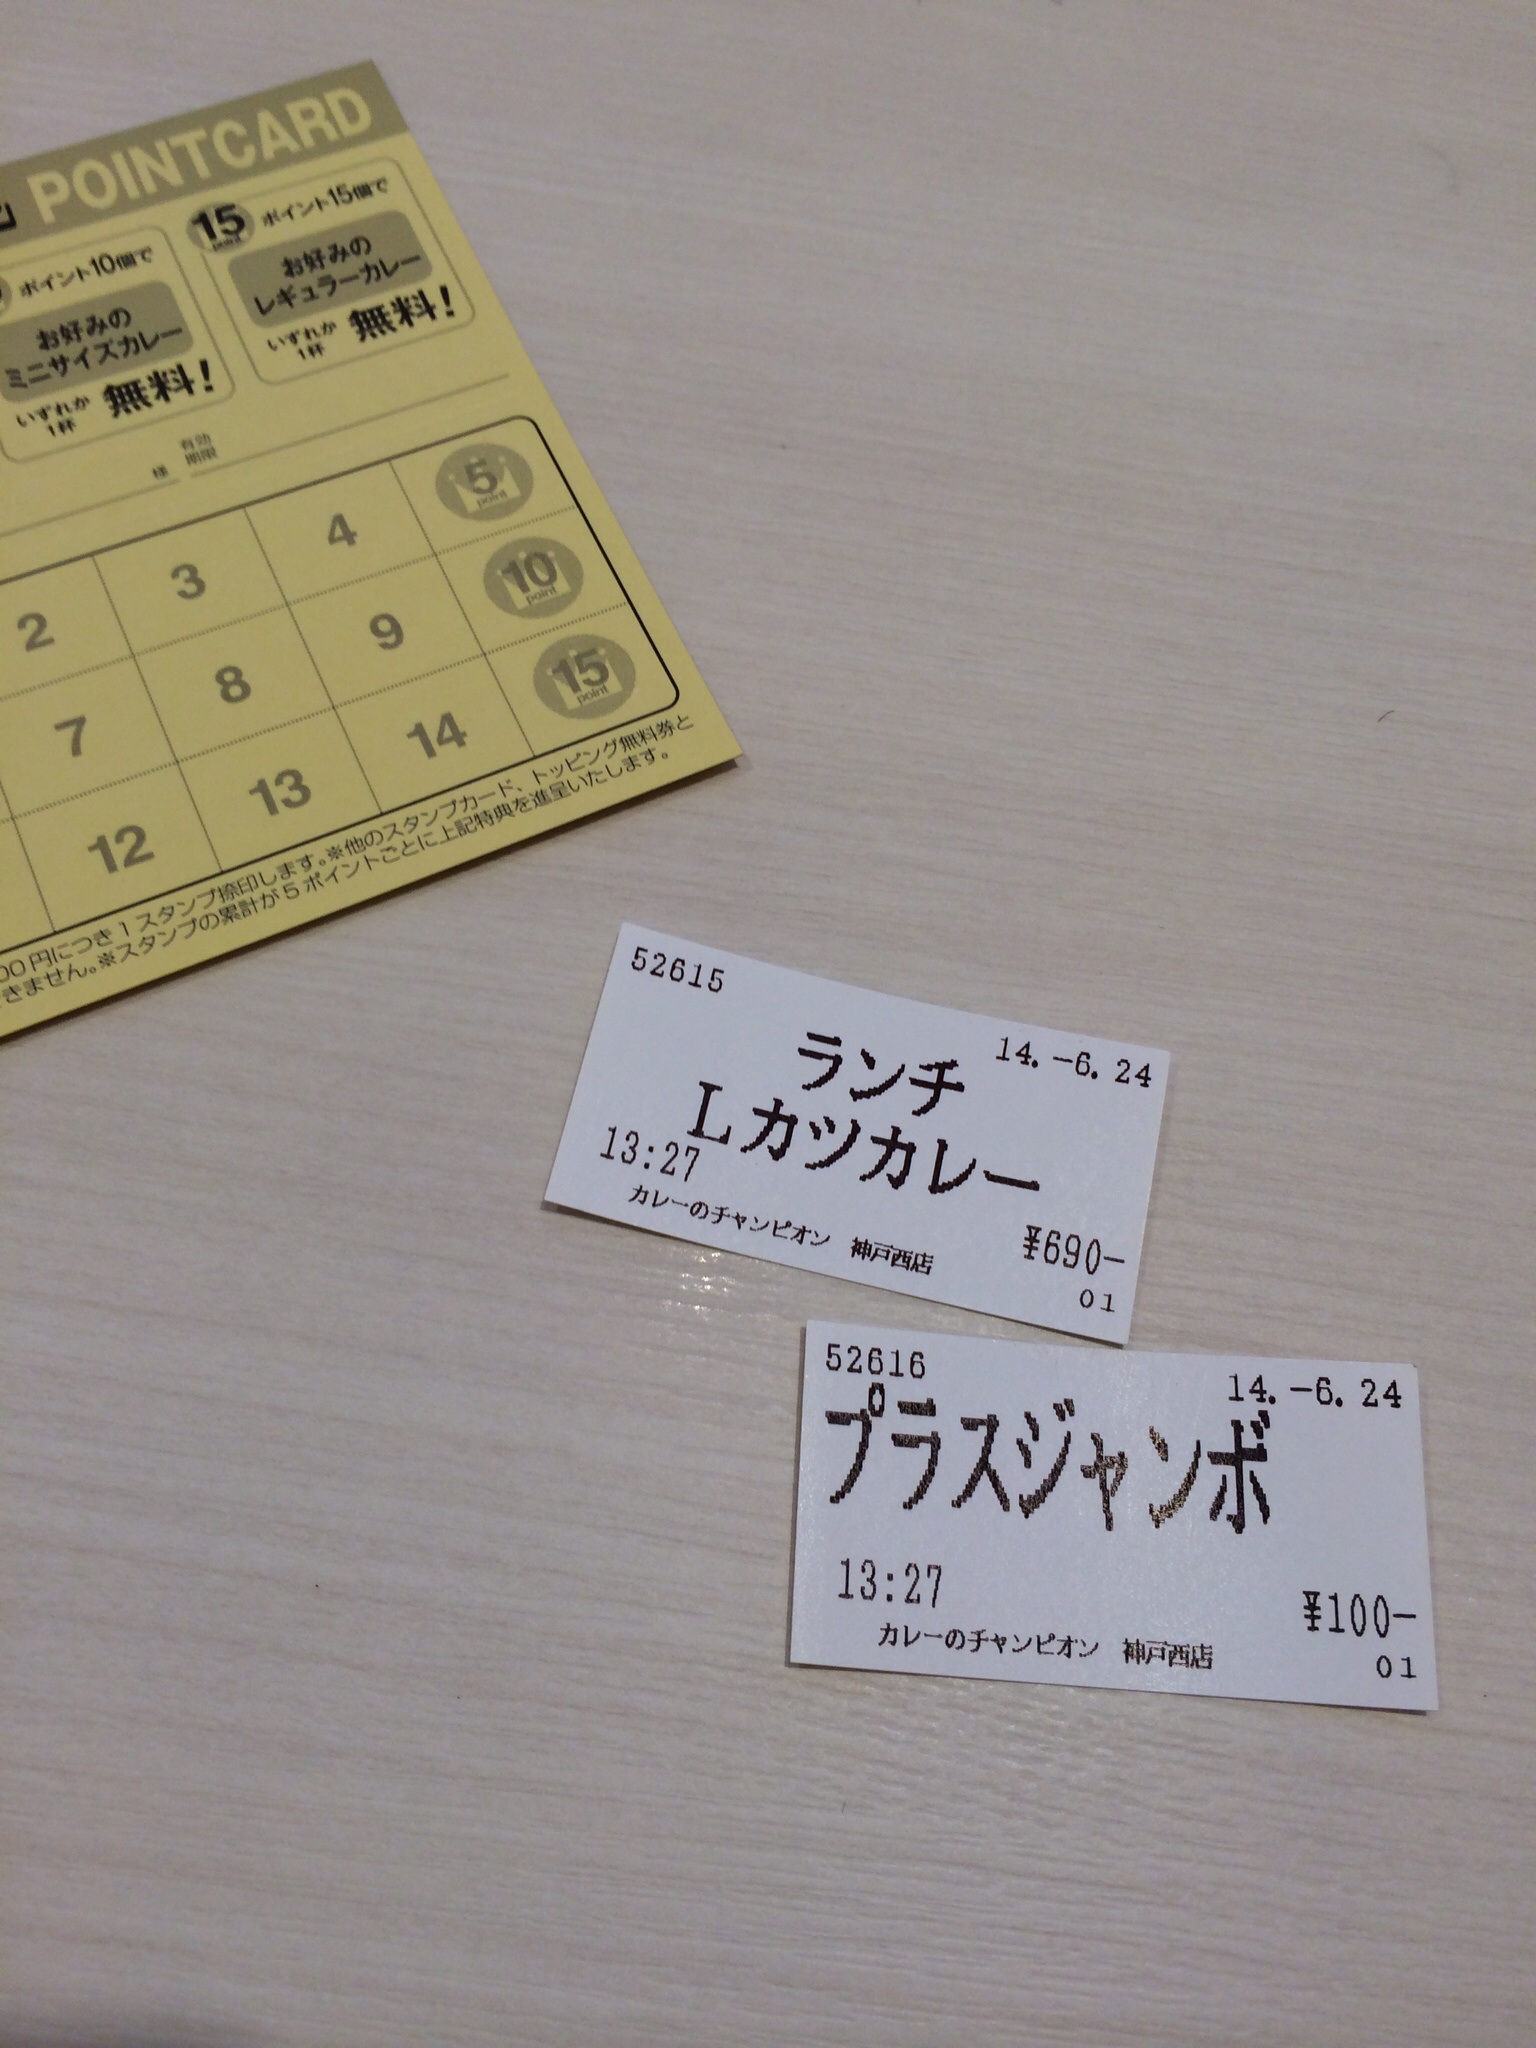 POINTCARD
ポイント10個で
お好みの
ミニサイズカレー
いずれか
1杯
無料!
15
point
ポイント15個で
お好みの
レギュラーカレー
いずれか
1杯
無料!
様
有効
期限
2
3
4
5
point
7
8
9
10
point
12
13
14
15
point
00円につき1スタンプ捺印します。※他のスタンプカード、トッピング無料券と
きません。※スタンプの累計が5ポイントごとに上記特典を進呈いたします。
52615
14.-6.24
ランチ
Lカツカレー
13:27
カレーのチャンピオン 神戸西店
¥690-
01
52616
14.-6.24
プラスジャンボ
13:27
¥100-
カレーのチャンピオン 神戸西店
01